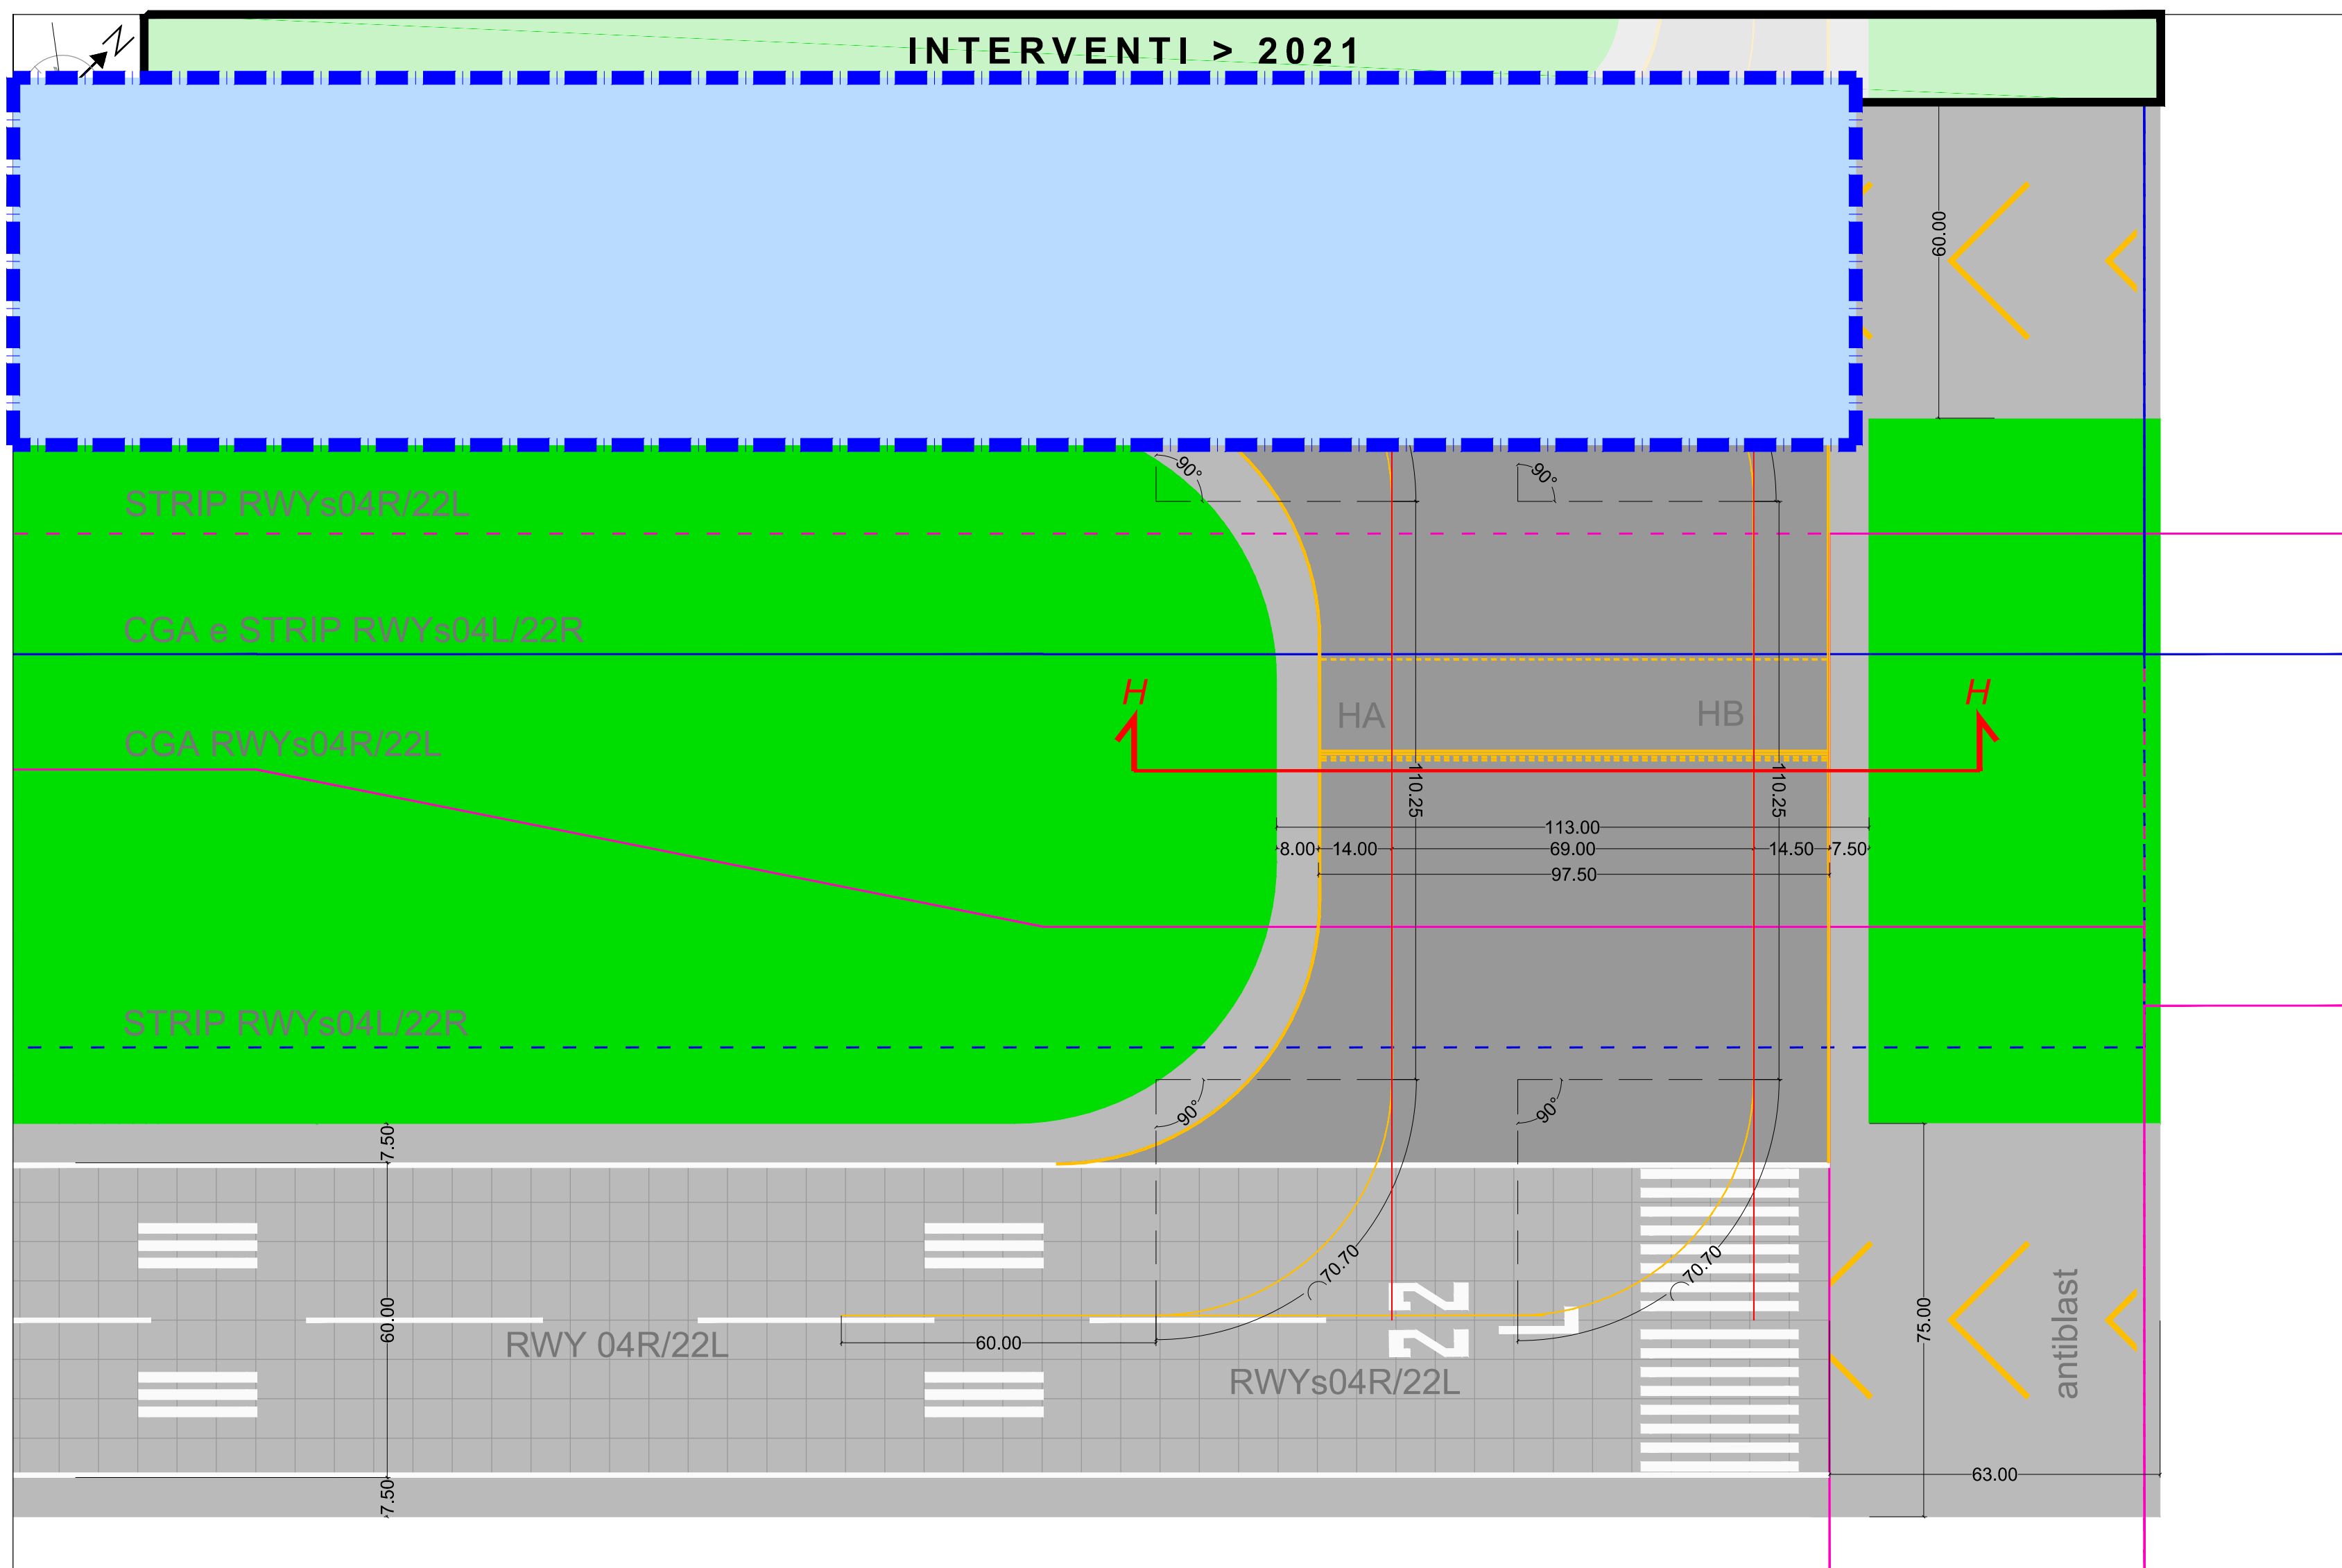 N
INTERVENTI > 2021
60.00
90°
90°
STRIP RWYs04R/22L
CGA e STRIP RWYs04L/22R
H
H
HA
HB
CGA RWYs04R/22L
110.25
110.25
113.00
8.00
14.00
69.00
14.50
7.50
97.50
STRIP RWYs04L/22R
90°
90°
7.50
70.70
70.70
22
L
60.00
60.00
RWY 04R/22L
RWYs04R/22L
75.00
antiblast
63.00
7.50